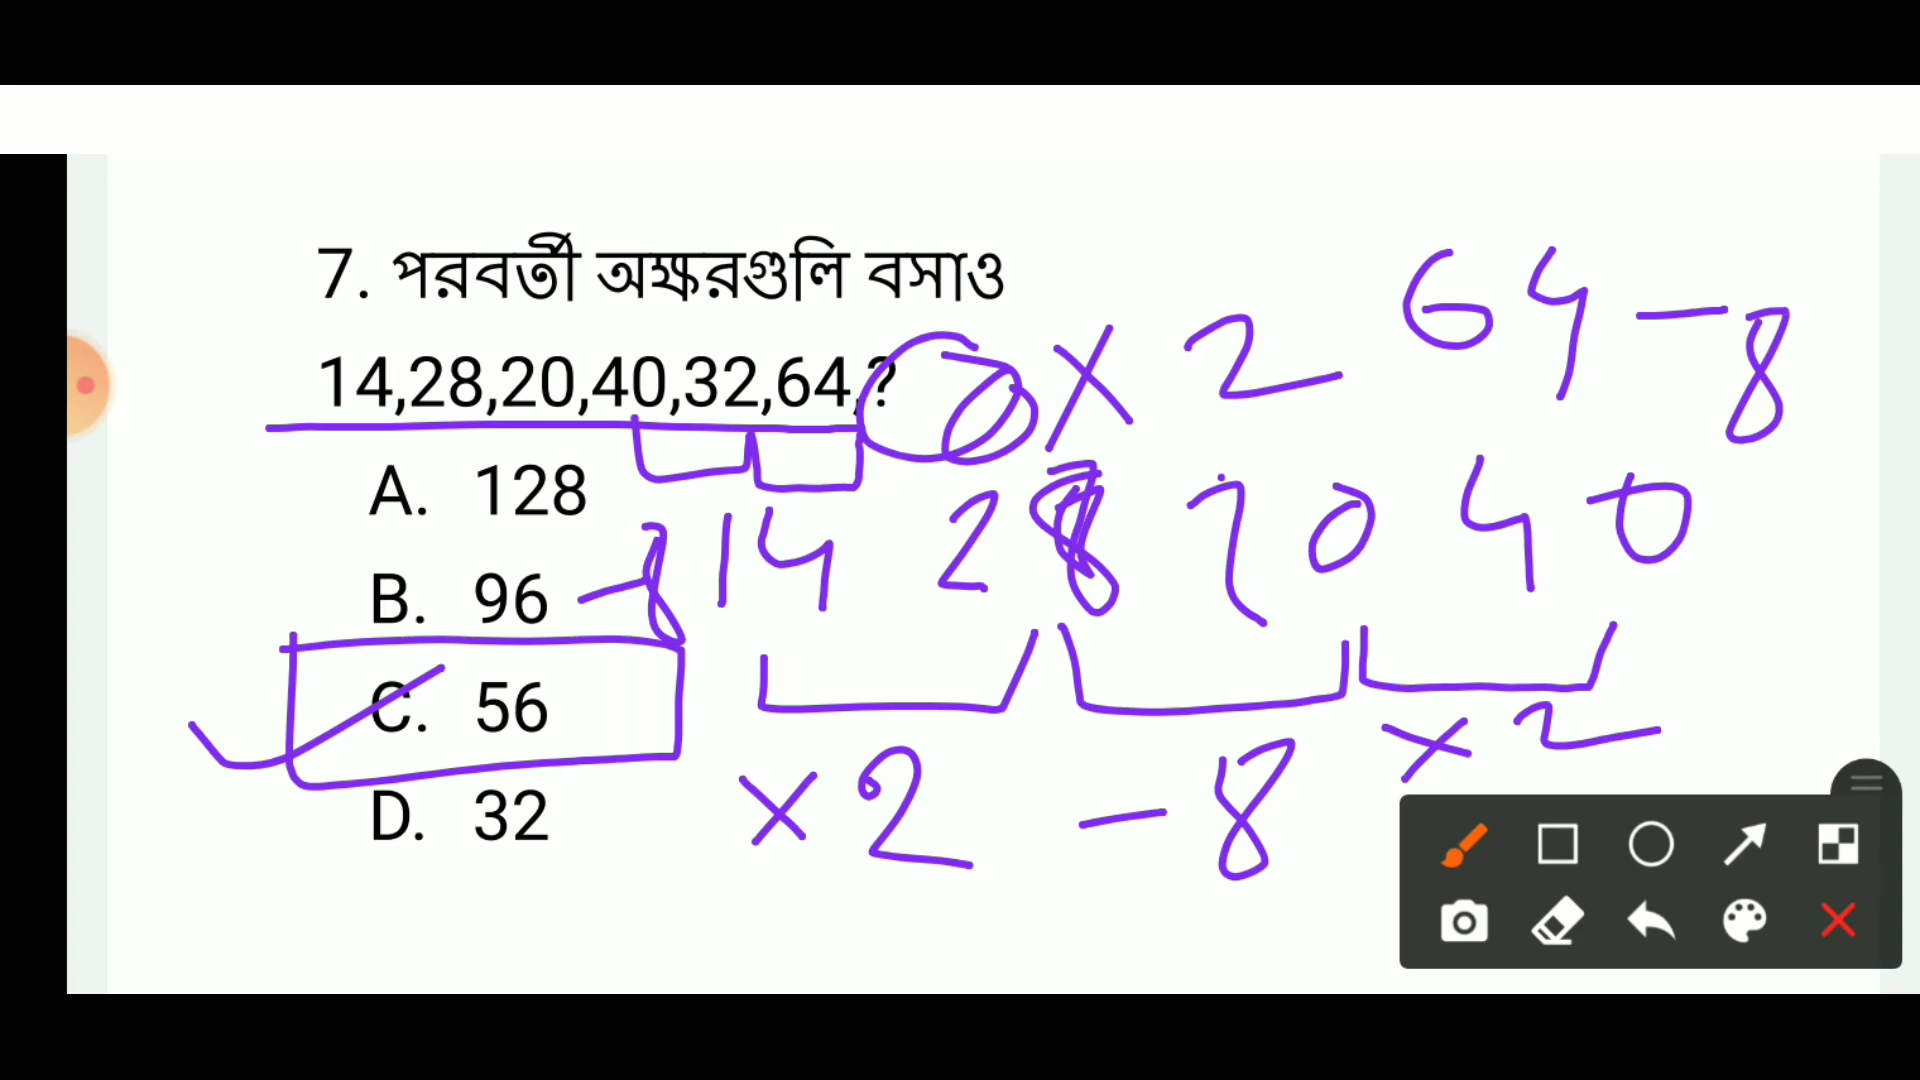 7. পরবর্তী অক্ষরগুলি বসাও
14,28,20,40,32,64,?
× 2 64 - 8
A. 128
14 28 20 40
B. 96 - 8
C. 56
× 2 - 8 × 2
D. 32